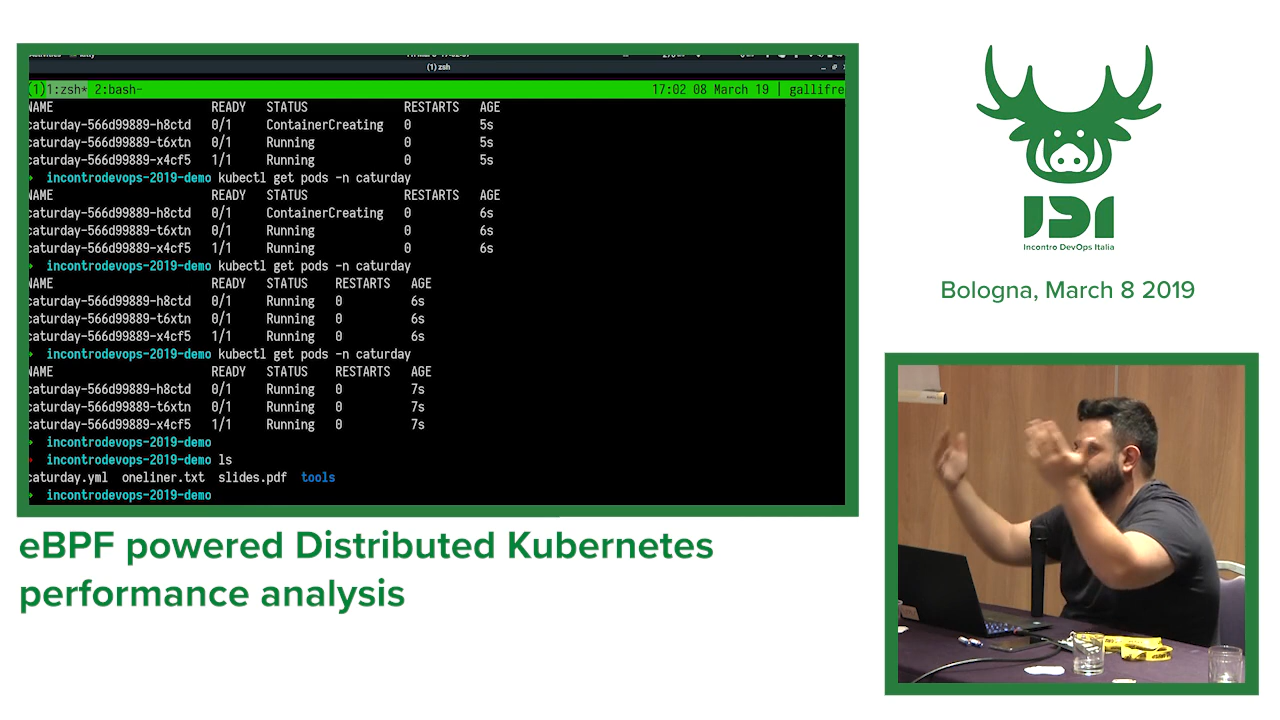 (1) zsh
(1)1:zsh* 2:bash- 17:02 08 March 19 | gallifre
NAME READY STATUS RESTARTS AGE
caturday-566d99889-h8ctd 0/1 ContainerCreating 0 5s
caturday-566d99889-t6xtn 0/1 Running 0 5s
caturday-566d99889-x4cf5 1/1 Running 0 5s
incontrodevops-2019-demo kubectl get pods -n caturday
NAME READY STATUS RESTARTS AGE
caturday-566d99889-h8ctd 0/1 ContainerCreating 0 6s
caturday-566d99889-t6xtn 0/1 Running 0 6s
caturday-566d99889-x4cf5 1/1 Running 0 6s
incontrodevops-2019-demo kubectl get pods -n caturday
NAME READY STATUS RESTARTS AGE
caturday-566d99889-h8ctd 0/1 Running 0 6s
caturday-566d99889-t6xtn 0/1 Running 0 6s
caturday-566d99889-x4cf5 1/1 Running 0 6s
incontrodevops-2019-demo kubectl get pods -n caturday
NAME READY STATUS RESTARTS AGE
caturday-566d99889-h8ctd 0/1 Running 0 7s
caturday-566d99889-t6xtn 0/1 Running 0 7s
caturday-566d99889-x4cf5 1/1 Running 0 7s
incontrodevops-2019-demo
incontrodevops-2019-demo ls
caturday.yml oneliner.txt slides.pdf tools
incontrodevops-2019-demo
eBPF powered Distributed Kubernetes
performance analysis
IDI
Incontro DevOps Italia
Bologna, March 8 2019